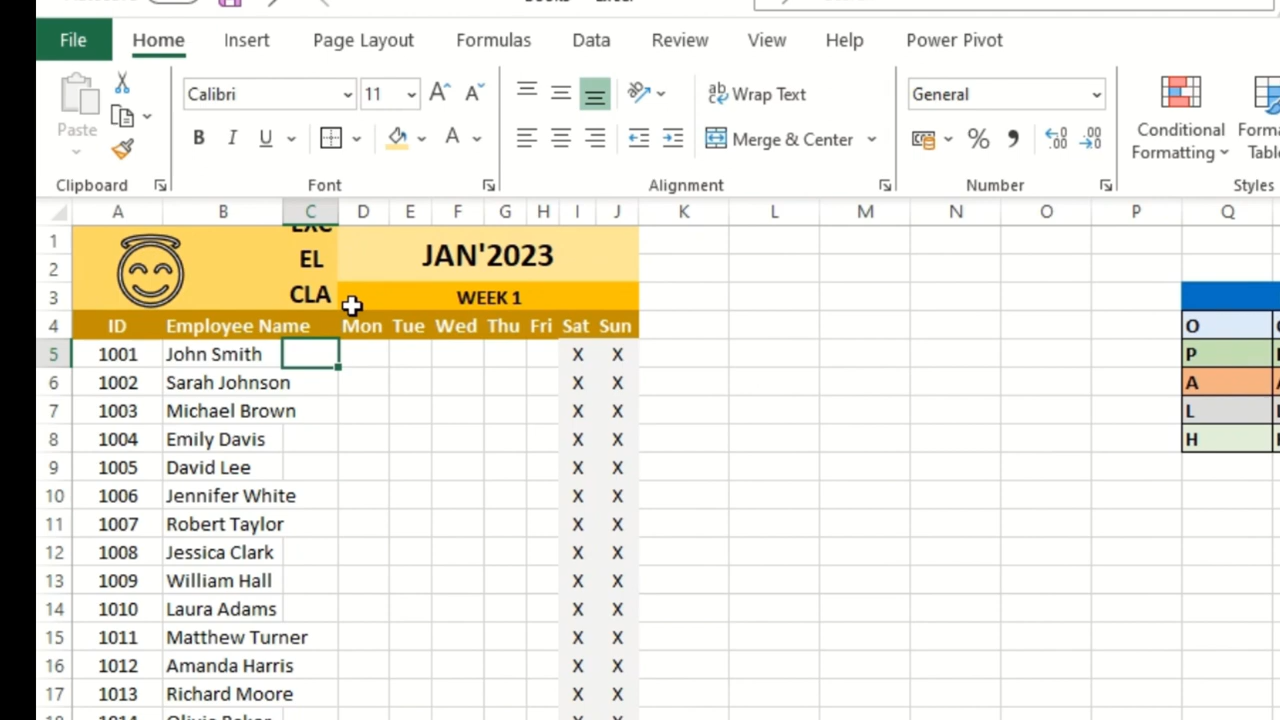 File Home Insert Page Layout Formulas Data Review View Help Power Pivot
Calibri 11 A A ab Wrap Text General
Paste B I U A Merge & Center % Conditional
Formatting
Clipboard Font Alignment Number Styles
A B C D E F G H I J K L M N O P Q
1 JAN'2023
2 EL
3 CLA WEEK 1
4 ID Employee Name Mon Tue Wed Thu Fri Sat Sun O
5 1001 John Smith X X P
6 1002 Sarah Johnson X X A
7 1003 Michael Brown X X L
8 1004 Emily Davis X X H
9 1005 David Lee X X
10 1006 Jennifer White X X
11 1007 Robert Taylor X X
12 1008 Jessica Clark X X
13 1009 William Hall X X
14 1010 Laura Adams X X
15 1011 Matthew Turner X X
16 1012 Amanda Harris X X
17 1013 Richard Moore X X